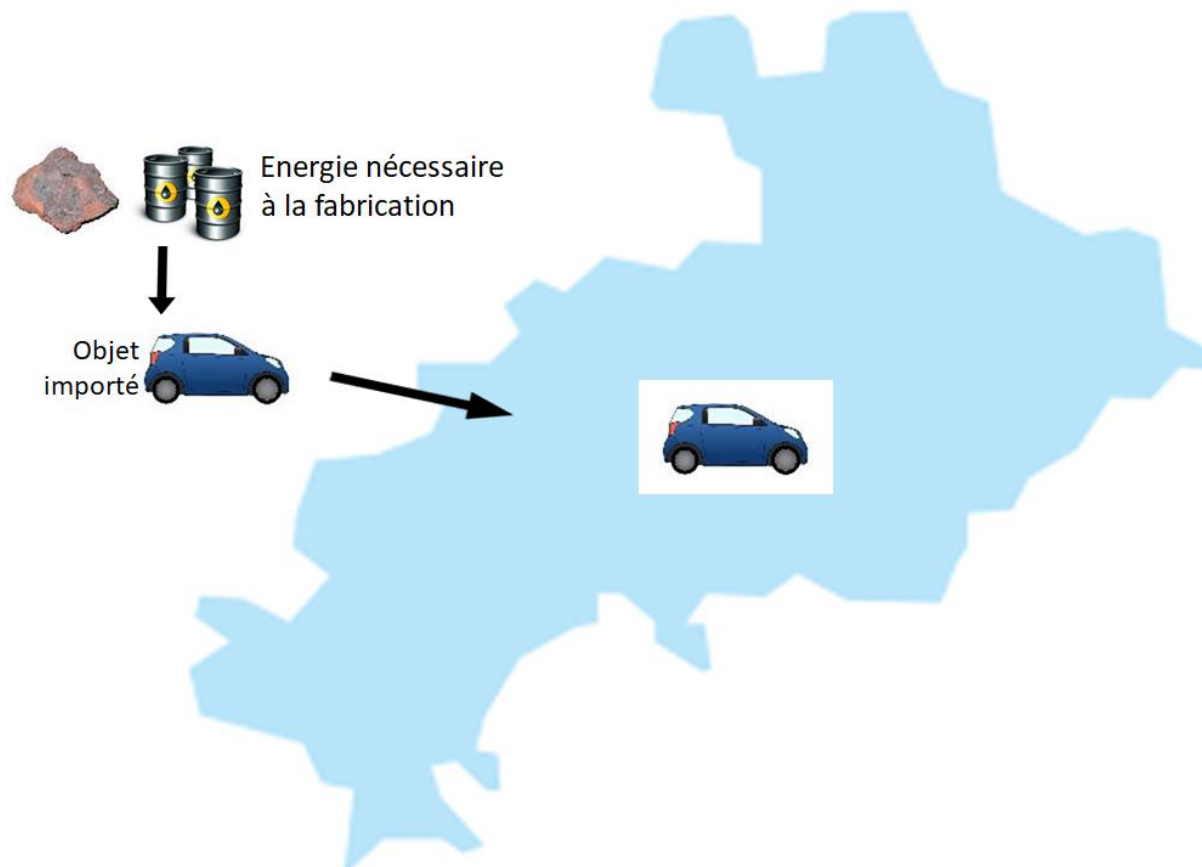 Energie nécessaire
à la fabrication
Objet
importé